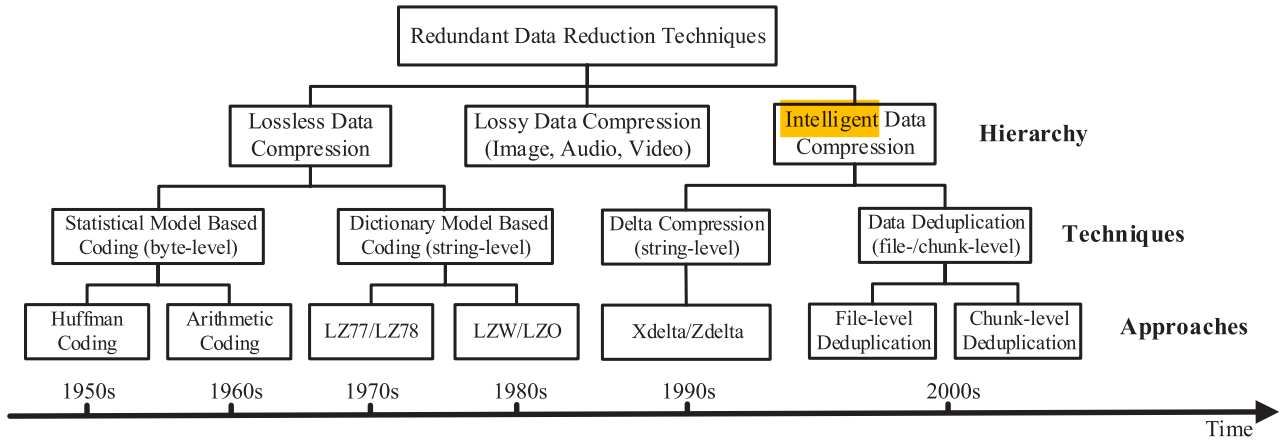 Redundant Data Reduction Techniques
Lossless Data
Compression
Lossy Data Compression
(Image, Audio, Video)
Intelligent Data
Compression
Hierarchy
Statistical Model Based
Coding (byte-level)
Dictionary Model Based
Coding (string-level)
Delta Compression
(string-level)
Data Deduplication
(file-/chunk-level)
Techniques
Huffman
Coding
Arithmetic
Coding
LZ77/LZ78
LZW/LZO
Xdelta/Zdelta
File-level
Deduplication
Chunk-level
Deduplication
Approaches
1950s
1960s
1970s
1980s
1990s
2000s
Time